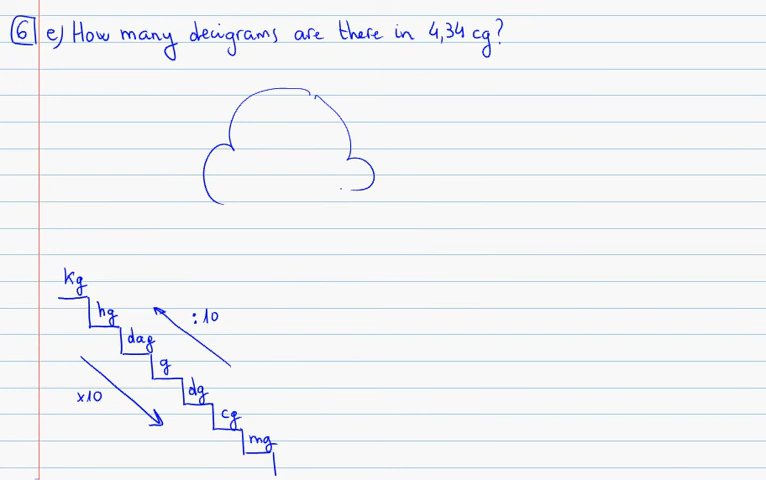 6 e) How many decigrams are there in 4,34 cg?
kg
hg
:10
dag
g
x10
dg
cg
mg